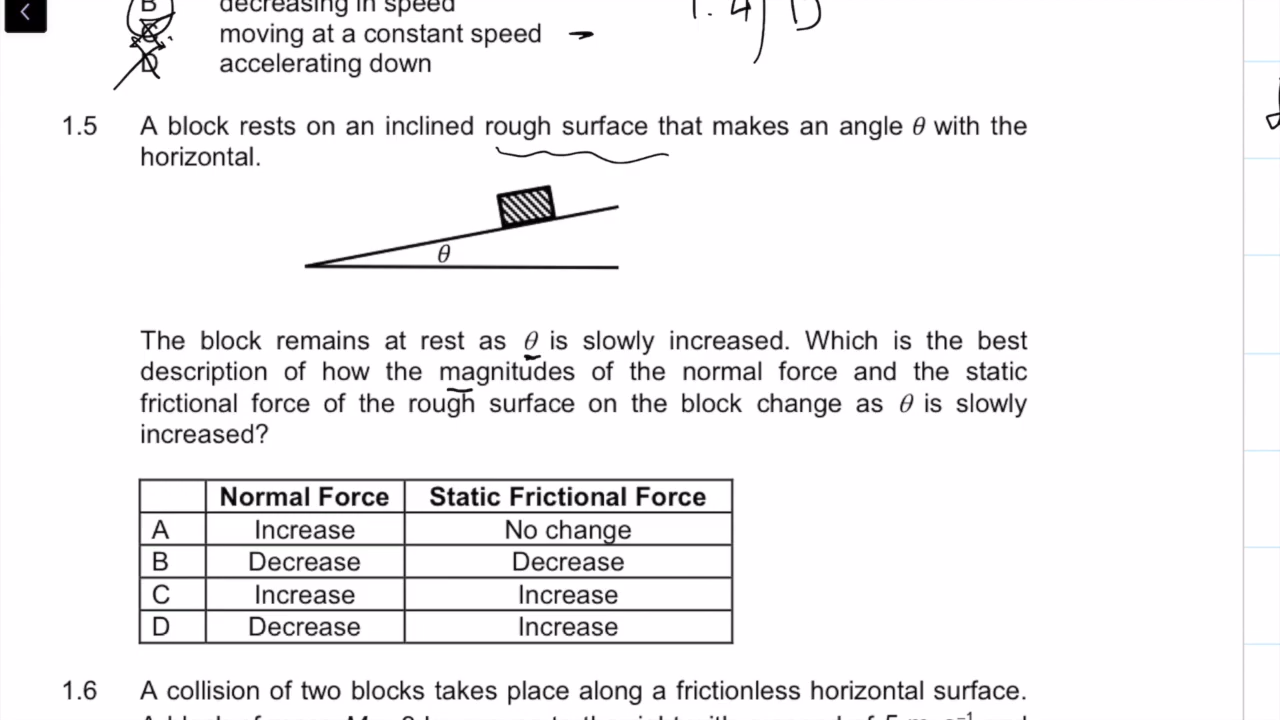 B decreasing in speed
C moving at a constant speed
D accelerating down
1.4) D
1.5 A block rests on an inclined rough surface that makes an angle θ with the
horizontal.
θ
The block remains at rest as θ is slowly increased. Which is the best
description of how the magnitudes of the normal force and the static
frictional force of the rough surface on the block change as θ is slowly
increased?
Normal Force Static Frictional Force
A Increase No change
B Decrease Decrease
C Increase Increase
D Decrease Increase
1.6 A collision of two blocks takes place along a frictionless horizontal surface.